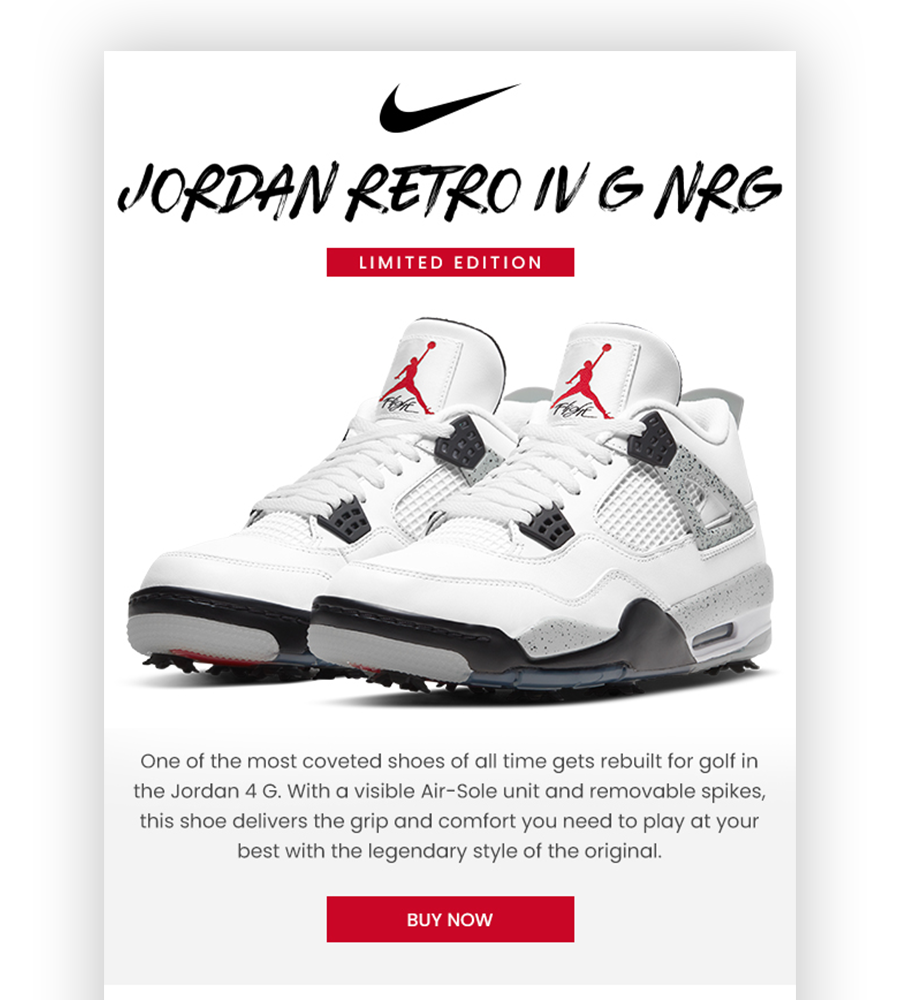 JORDAN RETRO IV G NRG
LIMITED EDITION
Flight
Flight
One of the most coveted shoes of all time gets rebuilt for golf in
the Jordan 4 G. With a visible Air-Sole unit and removable spikes,
this shoe delivers the grip and comfort you need to play at your
best with the legendary style of the original.
BUY NOW